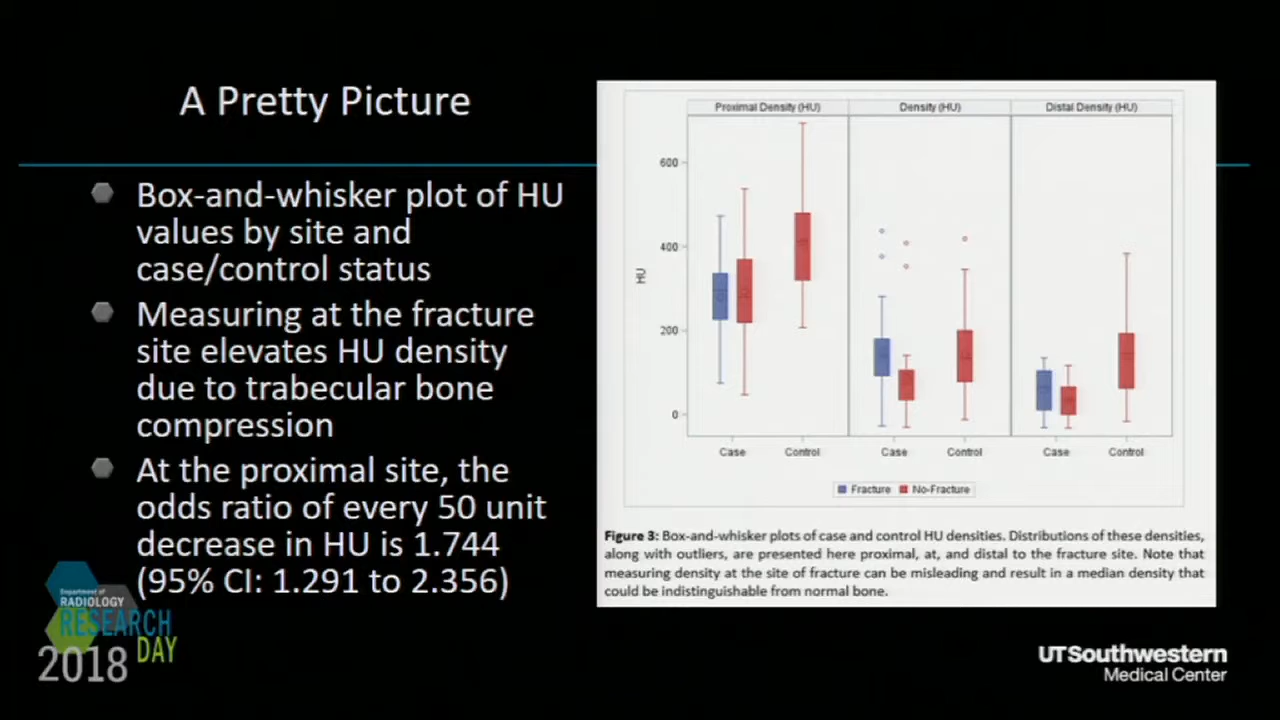 A Pretty Picture
Box-and-whisker plot of HU
values by site and
case/control status
Measuring at the fracture
site elevates HU density
due to trabecular bone
compression
At the proximal site, the
odds ratio of every 50 unit
decrease in HU is 1.744
(95% CI: 1.291 to 2.356)
Proximal Density (HU) Density (HU) Distal Density (HU)
600
400
200
0
HU
Case Control Case Control Case Control
Fracture No-Fracture
Figure 3: Box-and-whisker plots of case and control HU densities. Distributions of these densities,
along with outliers, are presented here proximal, at, and distal to the fracture site. Note that
measuring density at the site of fracture can be misleading and result in a median density that
could be indistinguishable from normal bone.
Department of
RADIOLOGY
RESEARCH
DAY
2018
UTSouthwestern
Medical Center